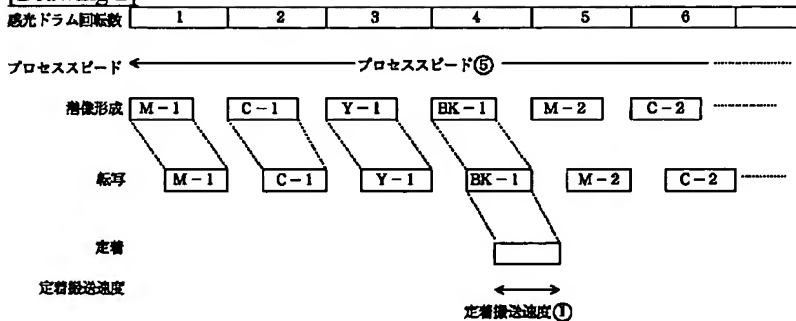 感光ドラム回転数 1 2 3 4 5 6
プロセススピード プロセススピード⑤
潜像形成 M-1 C-1 Y-1 BK-1 M-2 C-2
転写 M-1 C-1 Y-1 BK-1 M-2 C-2
定着
定着搬送速度
定着搬送速度①